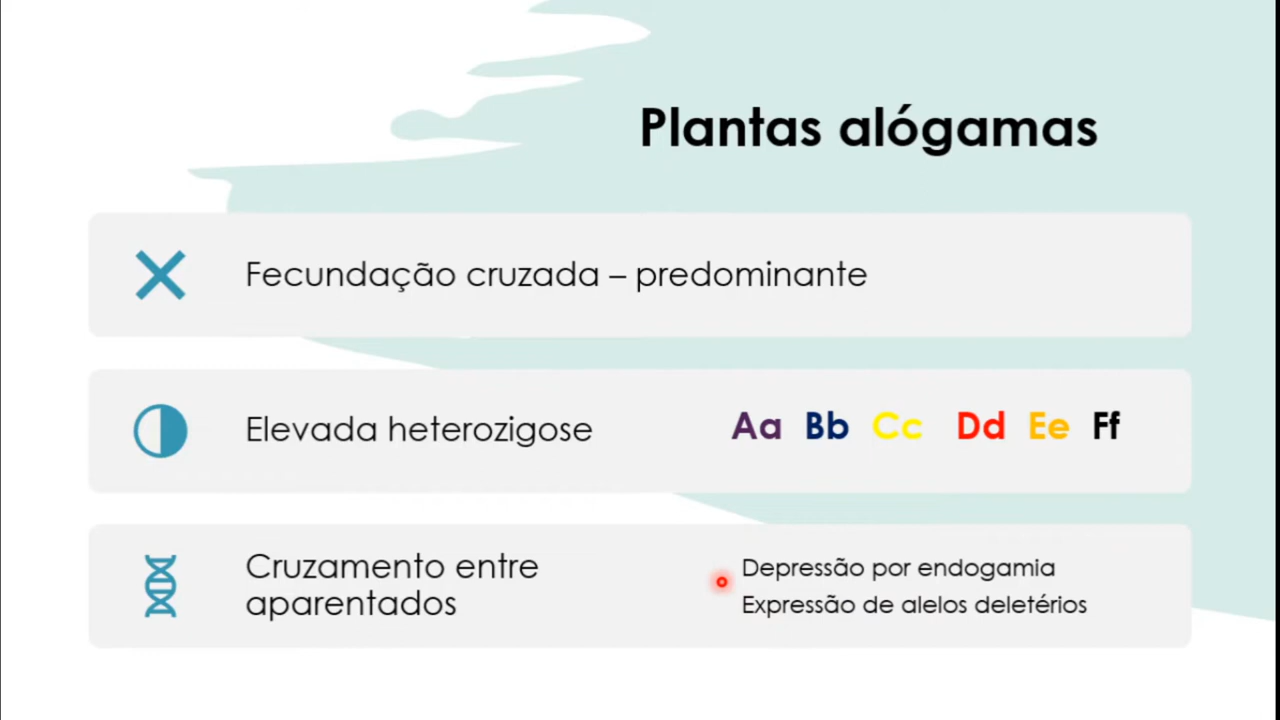 Plantas alógamas
Fecundação cruzada – predominante
Elevada heterozigose
Aa Bb Cc Dd Ee Ff
Cruzamento entre
aparentados
Depressão por endogamia
Expressão de alelos deletérios